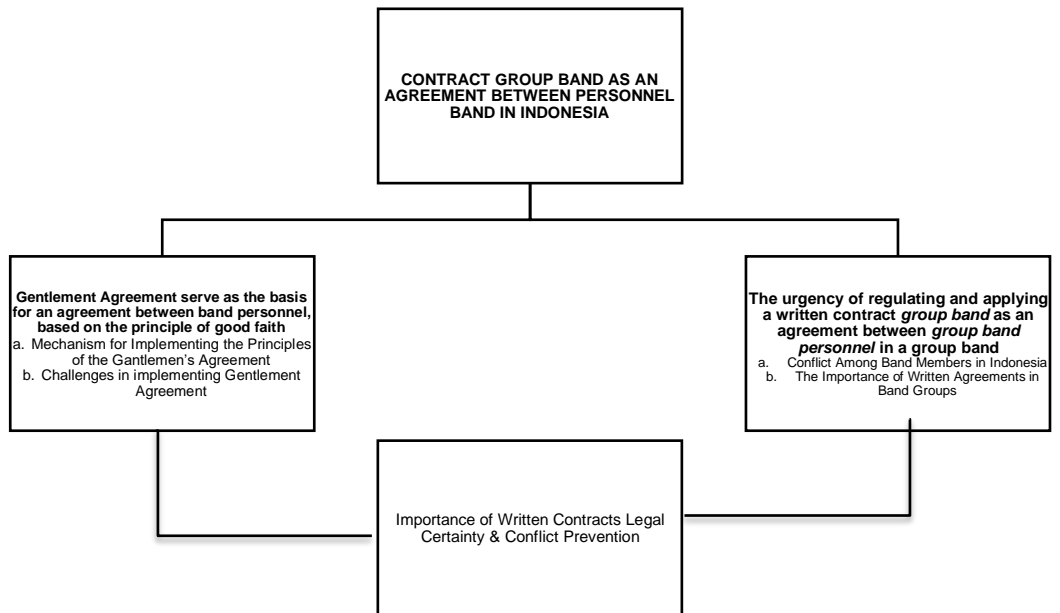 CONTRACT GROUP BAND AS AN
AGREEMENT BETWEEN PERSONNEL
BAND IN INDONESIA
Gentlement Agreement serve as the basis
for an agreement between band personnel,
based on the principle of good faith
a. Mechanism for Implementing the Principles
of the Gantlemen’s Agreement
b. Challenges in implementing Gentlement
Agreement
The urgency of regulating and applying
a written contract group band as an
agreement between group band
personnel in a group band
a. Conflict Among Band Members in Indonesia
b. The Importance of Written Agreements in
Band Groups
Importance of Written Contracts Legal
Certainty & Conflict Prevention